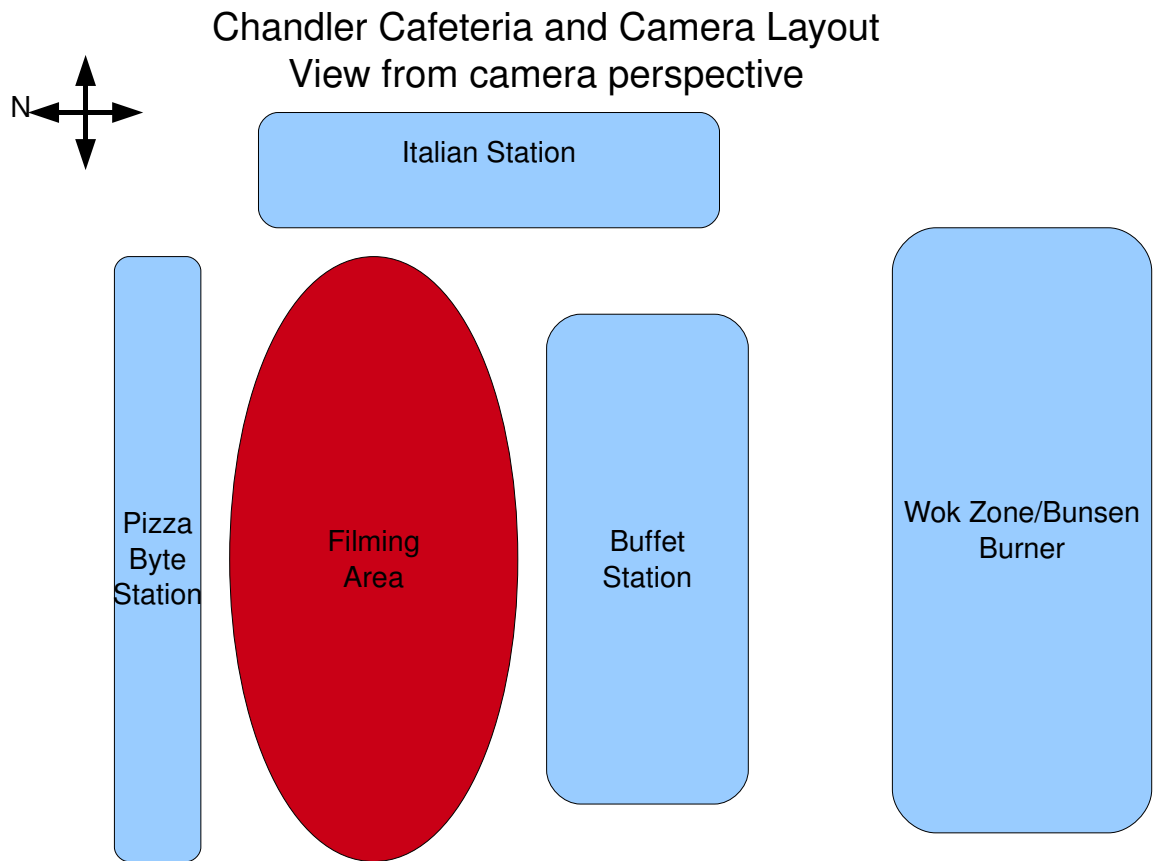 Chandler Cafeteria and Camera Layout
View from camera perspective
N
Italian Station
Pizza
Byte
Station
Filming
Area
Buffet
Station
Wok Zone/Bunsen
Burner